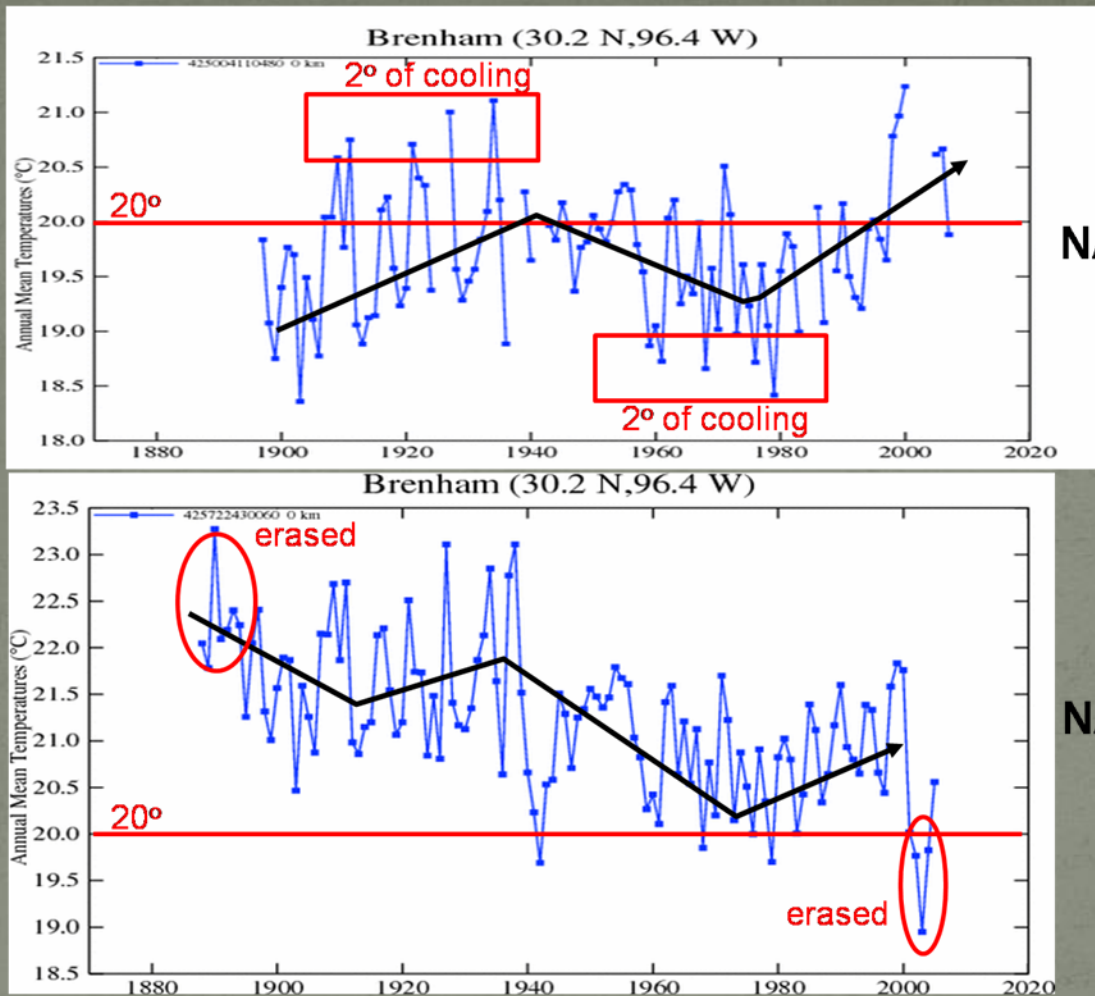 Brenham (30.2 N,96.4 W)
425004110480 0 km
2º of cooling
21.5
21.0
20.5
20º
20.0
19.5
19.0
18.5
18.0
Annual Mean Temperatures (°C)
2º of cooling
1880 1900 1920 1940 1960 1980 2000 2020
NA
Brenham (30.2 N,96.4 W)
425722430060 0 km
erased
23.5
23.0
22.5
22.0
21.5
21.0
20.5
20º
20.0
19.5
19.0
18.5
Annual Mean Temperatures (°C)
erased
1880 1900 1920 1940 1960 1980 2000 2020
NA